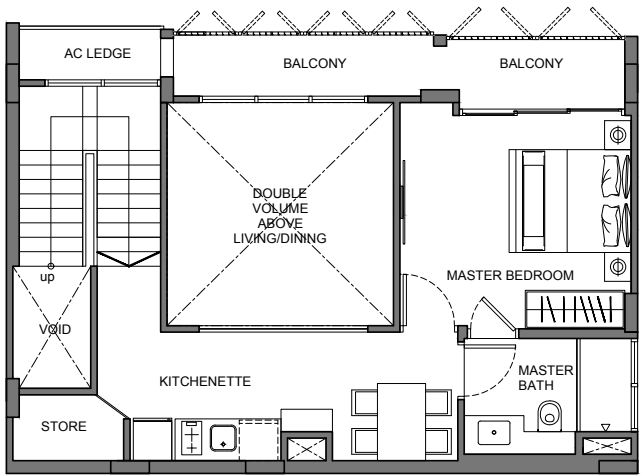 AC LEDGE
BALCONY
BALCONY
DOUBLE
VOLUME
ABOVE
LIVING/DINING
up
MASTER BEDROOM
VOID
KITCHENETTE
MASTER
BATH
STORE